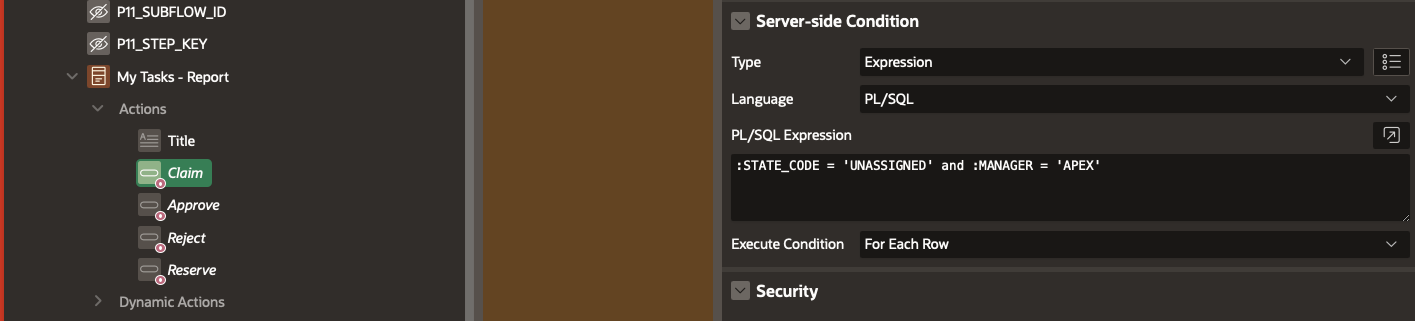 P11_SUBFLOW_ID
P11_STEP_KEY
My Tasks - Report
Actions
Title
Claim
Approve
Reject
Reserve
Dynamic Actions
Server-side Condition
Type
Expression
Language
PL/SQL
PL/SQL Expression
:STATE_CODE = 'UNASSIGNED' and :MANAGER = 'APEX'
Execute Condition
For Each Row
Security